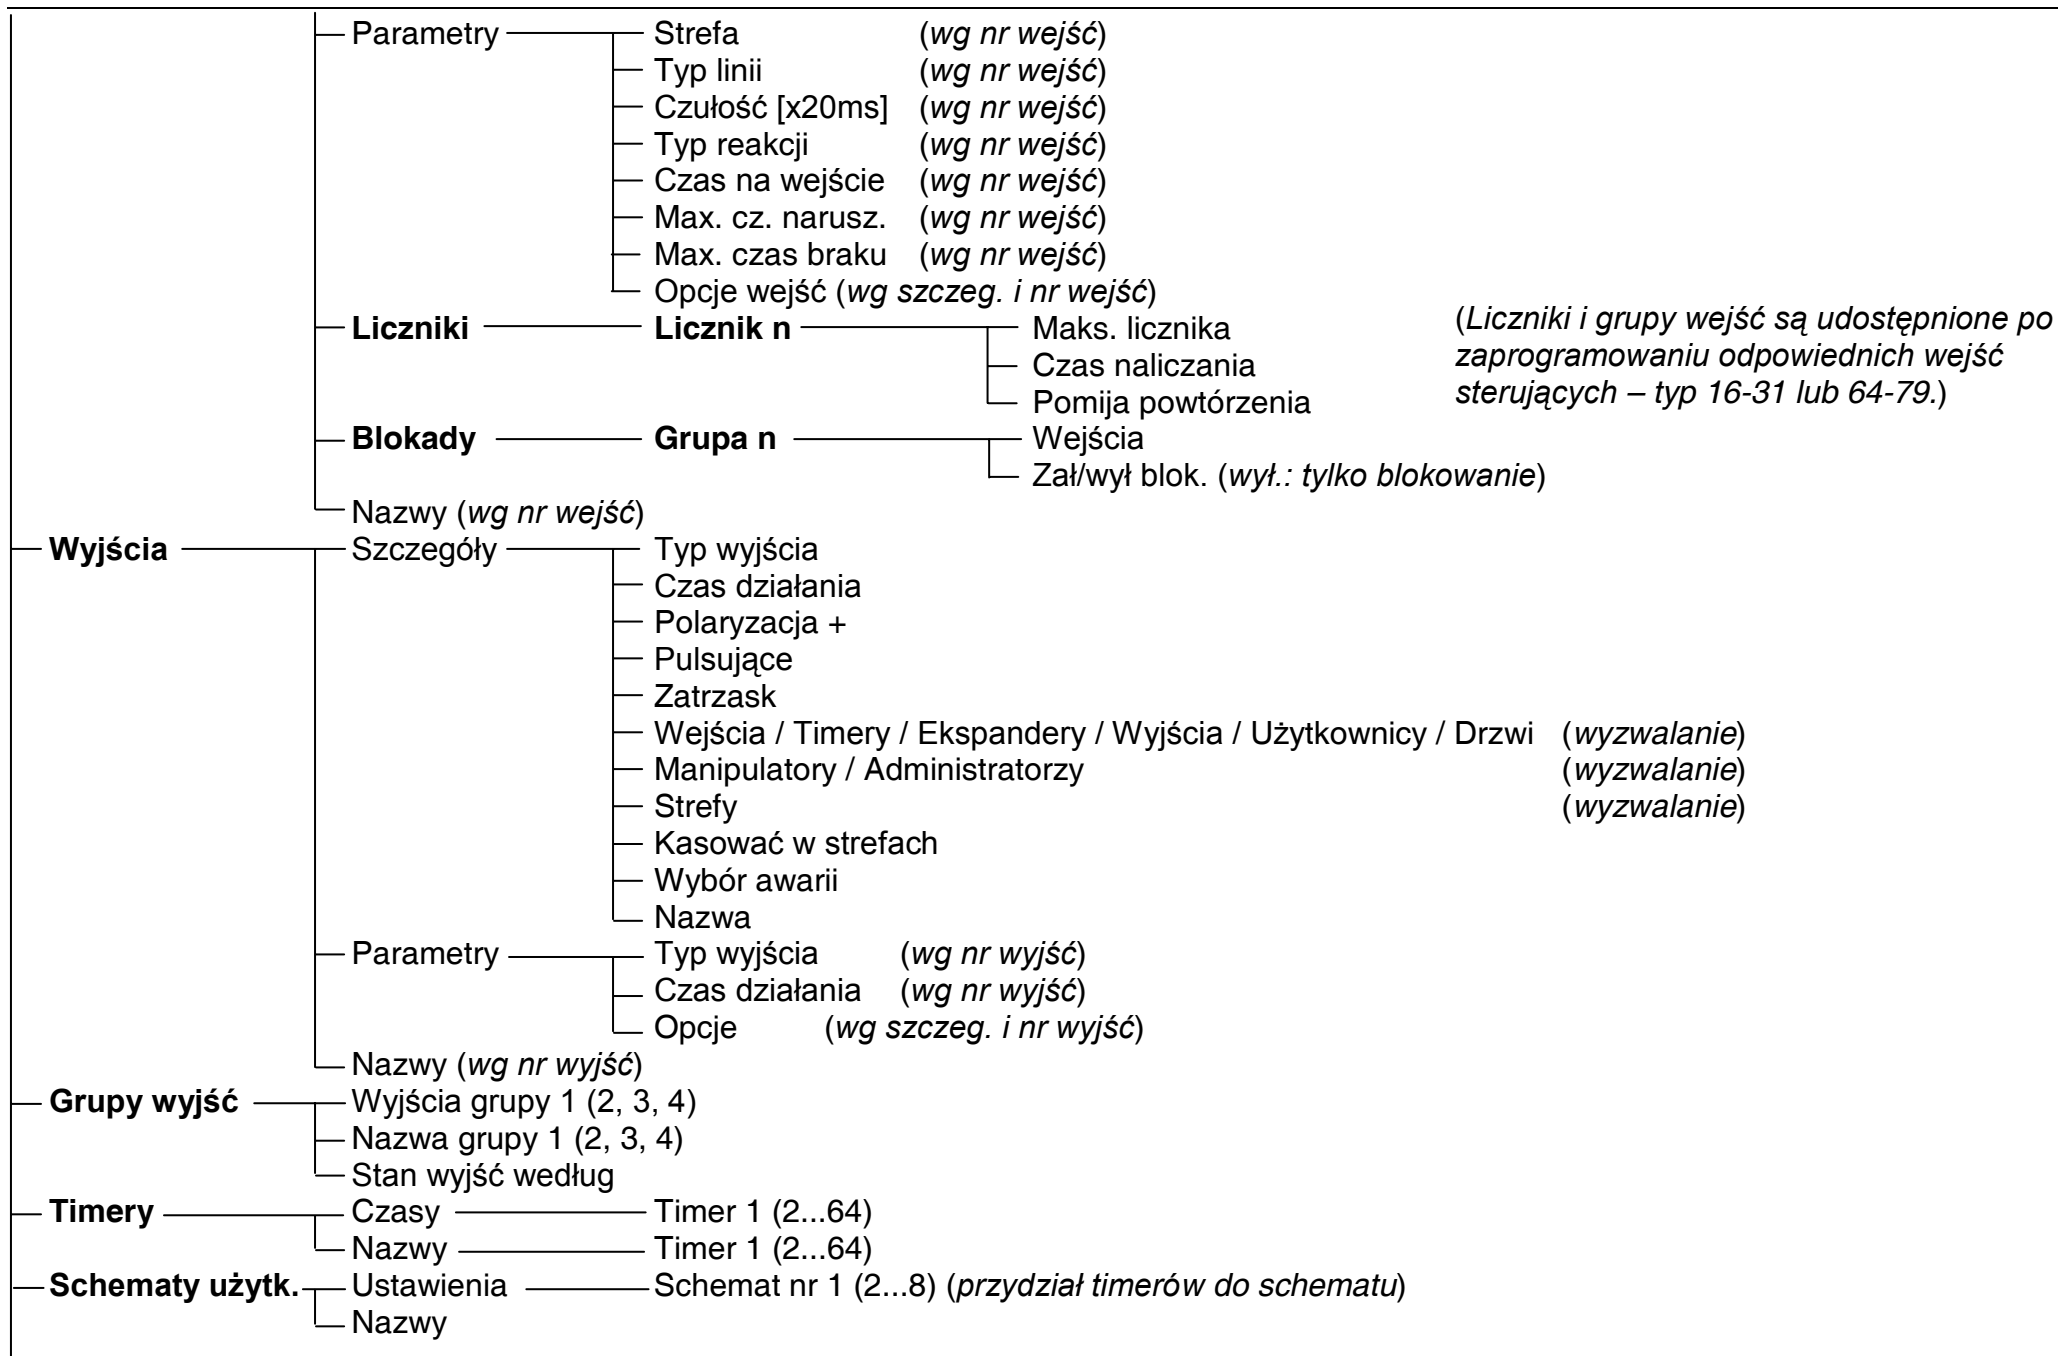 Parametry Strefa (wg nr wejść)
Typ linii (wg nr wejść)
Czułość [x20ms] (wg nr wejść)
Typ reakcji (wg nr wejść)
Czas na wejście (wg nr wejść)
Max. cz. narusz. (wg nr wejść)
Max. czas braku (wg nr wejść)
Opcje wejść (wg szczeg. i nr wejść)
Liczniki Licznik n Maks. licznika (Liczniki i grupy wejść są udostępnione po
Czas naliczania zaprogramowaniu odpowiednich wejść
Pomija powtórzenia sterujących – typ 16-31 lub 64-79.)
Blokady Grupa n Wejścia
Zał/wył blok. (wył.: tylko blokowanie)
Nazwy (wg nr wejść)
Wyjścia Szczegóły Typ wyjścia
Czas działania
Polaryzacja +
Pulsujące
Zatrzask
Wejścia / Timery / Ekspandery / Wyjścia / Użytkownicy / Drzwi (wyzwalanie)
Manipulatory / Administratorzy (wyzwalanie)
Strefy (wyzwalanie)
Kasować w strefach
Wybór awarii
Nazwa
Parametry Typ wyjścia (wg nr wyjść)
Czas działania (wg nr wyjść)
Opcje (wg szczeg. i nr wyjść)
Nazwy (wg nr wyjść)
Grupy wyjść Wyjścia grupy 1 (2, 3, 4)
Nazwa grupy 1 (2, 3, 4)
Stan wyjść według
Timery Czasy Timer 1 (2...64)
Nazwy Timer 1 (2...64)
Schematy użytk. Ustawienia Schemat nr 1 (2...8) (przydział timerów do schematu)
Nazwy